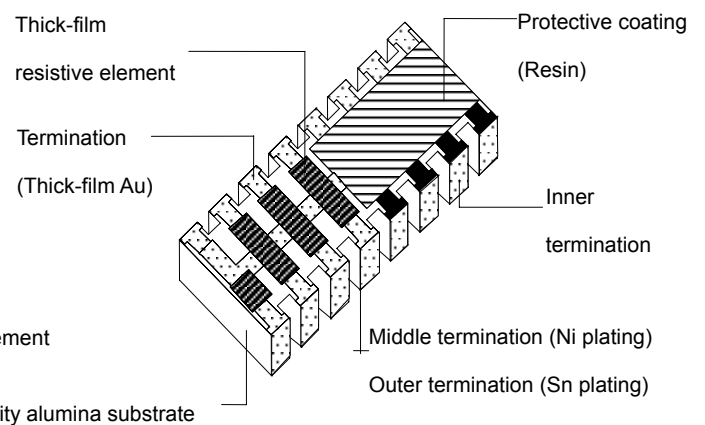 Thick-film
resistive element
Termination
(Thick-film Au)
Protective coating
(Resin)
Inner
termination
Middle termination (Ni plating)
Outer termination (Sn plating)
ement
ity alumina substrate